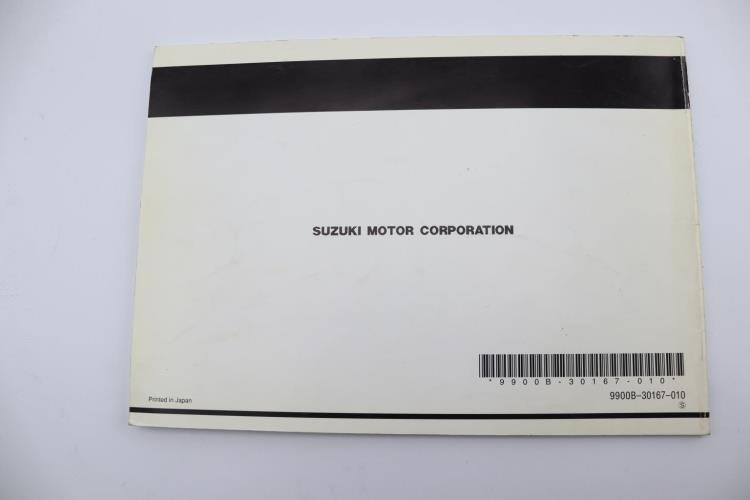 SUZUKI MOTOR CORPORATION
*9900B-30167-010*
Printed in Japan
9900B-30167-010
Ⓢ